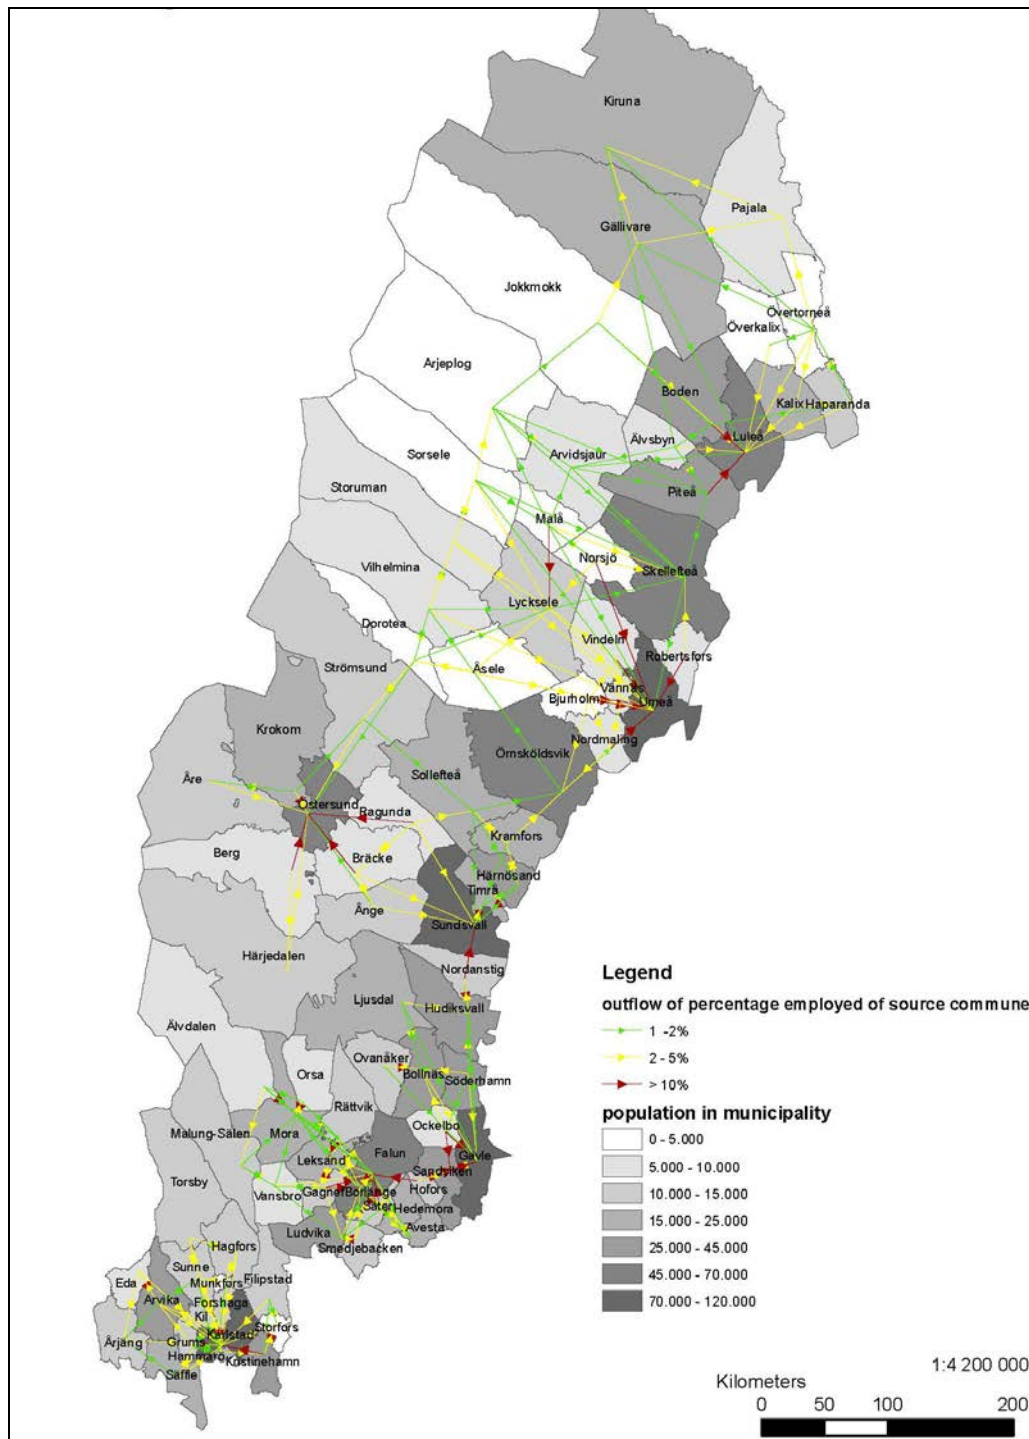 Kiruna
Pajala
Gällivare
Jokkmokk
Övertorneå
Överkalix
Arjeplog
Boden
Kalix
Haparanda
Luleå
Älvsbyn
Arvidsjaur
Sorsele
Storuman
Piteå
Malå
Norsjö
Skellefteå
Vilhelmina
Lycksele
Dorotea
Vindeln
Robertsfors
Strömsund
Åsele
Vännäs
Bjurholm
Umeå
Krokom
Nordmaling
Örnsköldsvik
Sollefteå
Åre
Östersund
Ragunda
Kramfors
Berg
Bräcke
Härnösand
Timrå
Ånge
Sundsvall
Härjedalen
Nordanstig
Ljusdal
Hudiksvall
Älvdalen
Ovanåker
Orsa
Bollnäs
Söderhamn
Rättvik
Ockelbo
Malung-Sälen
Mora
Falun
Gävle
Leksand
Sandviken
Torsby
Vansbro
Gagnef
Borlänge
Hofors
Säter
Hedemora
Avesta
Ludvika
Smedjebacken
Hagfors
Sunne
Eda
Munkfors
Filipstad
Arvika
Forshaga
Kil
Storfors
Karlstad
Årjäng
Grums
Hammarö
Kristinehamn
Säffle
Legend
outflow of percentage employed of source commune
1 -2%
2 - 5%
> 10%
population in municipality
0 - 5.000
5.000 - 10.000
10.000 - 15.000
15.000 - 25.000
25.000 - 45.000
45.000 - 70.000
70.000 - 120.000
1:4 200 000
Kilometers
0 50 100 200